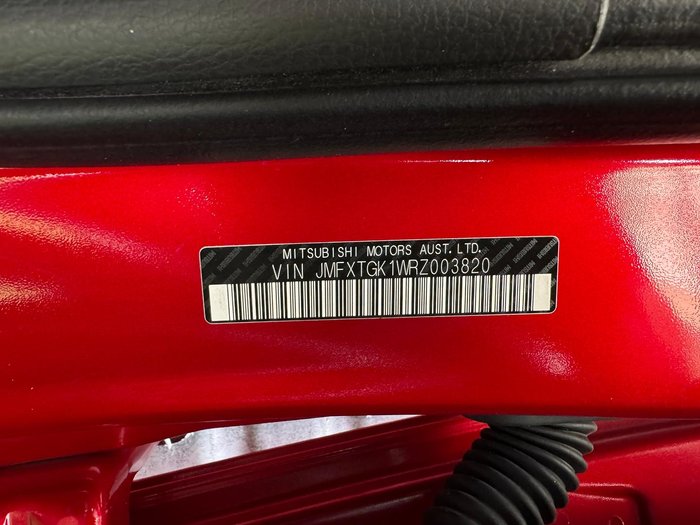 MITSUBISHI MOTORS AUST. LTD.
VIN JMFXTGK1WRZ003820